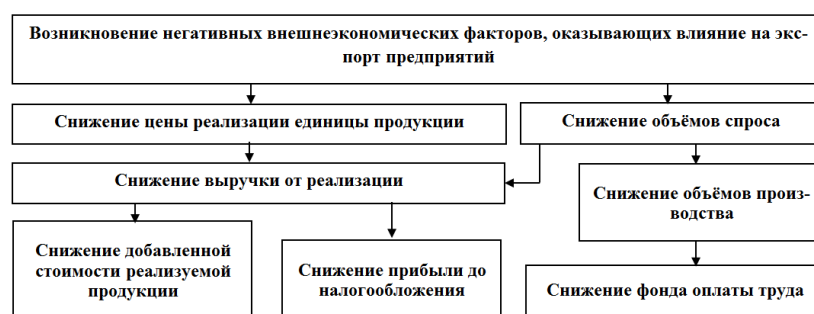 Возникновение негативных внешнеэкономических факторов, оказывающих влияние на экс-
порт предприятий
Снижение цены реализации единицы продукции
Снижение объёмов спроса
Снижение выручки от реализации
Снижение объёмов произ-
водства
Снижение добавленной
стоимости реализуемой
продукции
Снижение прибыли до
налогообложения
Снижение фонда оплаты труда